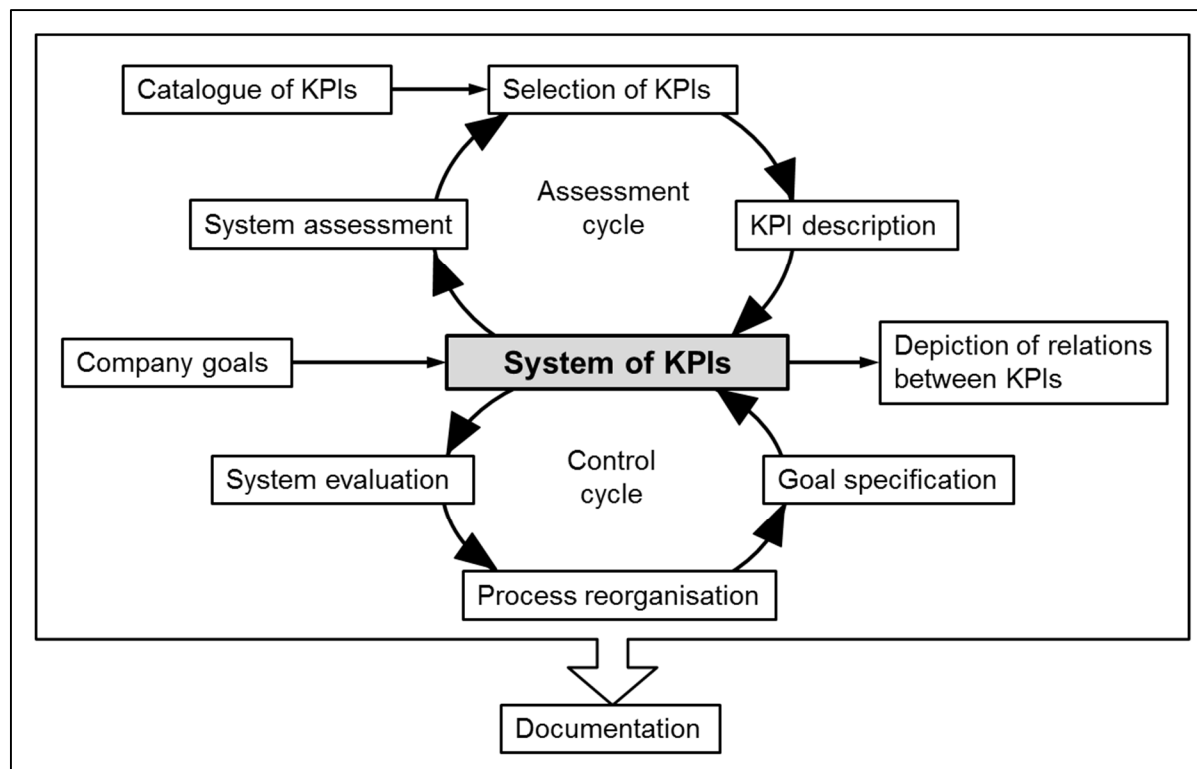 Catalogue of KPIs
Selection of KPIs
Assessment
cycle
System assessment
KPI description
Company goals
System of KPIs
Depiction of relations
between KPIs
System evaluation
Control
cycle
Goal specification
Process reorganisation
Documentation